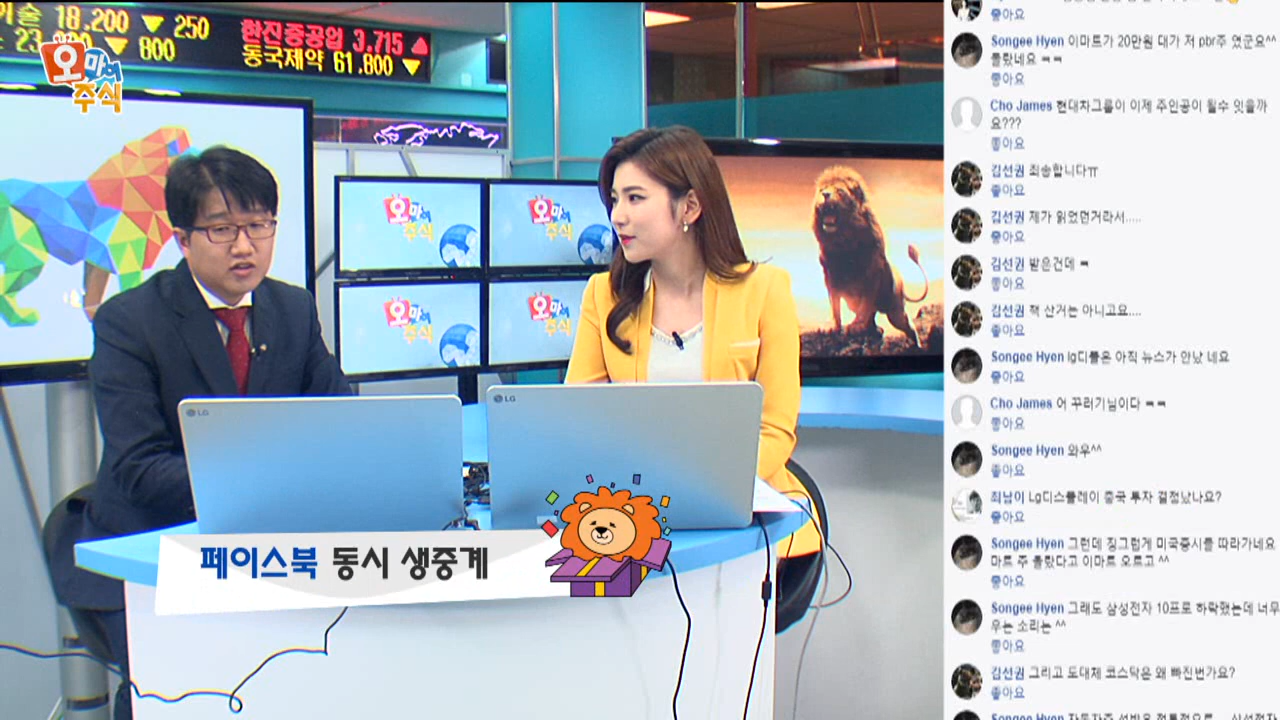 기술 18,200 ▼ 250
▼ 800
한진중공업 3,715 ▲
동국제약 61,800 ▼
오마이
주식
오마이
주식
오마이
주식
오마이
주식
오마이
주식
LG
LG
페이스북 동시 생중계
좋아요
Songee Hyen 이마트가 20만원 대가 저 pbr주 였군요^^
몰랐네요 ㅋㅋ
좋아요
Cho James 현대차그룹이 이제 주인공이 될수 잇을까
요???
좋아요
김선권 죄송합니다ㅠ
좋아요
김선권 제가 읽었던거라서.....
좋아요
김선권 받은건데 ㅋ
좋아요
김선권 책 산거는 아니고요....
좋아요
Songee Hyen lg디플은 아직 뉴스가 안났 네요
좋아요
Cho James 어 꾸러기님이다 ㅋㅋ
좋아요
Songee Hyen 와우^^
좋아요
최남이 Lg디스플레이 중국 투자 결정났나요?
좋아요
Songee Hyen 그런데 징그럽게 미국증시를 따라가네요
마트 주 올랐다고 이마트 오르고 ^^
좋아요
Songee Hyen 그래도 삼성전자 10프로 하락했는데 너무
우는 소리는 ^^
좋아요
김선권 그리고 도대체 코스닥은 왜 빠진번가요?
좋아요
Songee Hyen